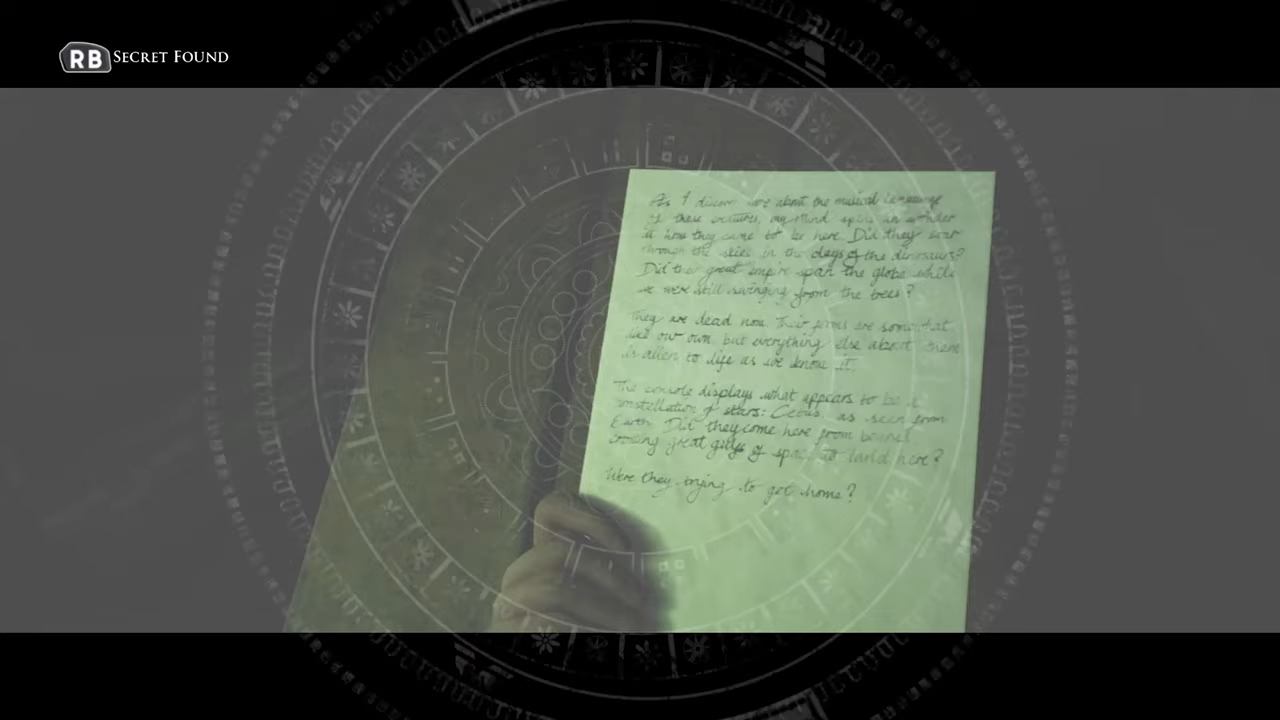 RB SECRET FOUND
As I discover more about the musical language
of these creatures, my mind spins in wonder
at how they came to be here. Did they soar
through the skies in the days of the dinosaurs?
Did their great empire span the globe while
we were still swinging from the trees?
They are dead now. Their forms are somewhat
like our own, but everything else about them
is alien to life as we know it.
The console displays what appears to be a
constellation of stars: Cetus, as seen from
Earth. Did they come here from beyond,
crossing great gulfs of space to land here?
Were they trying to get home?